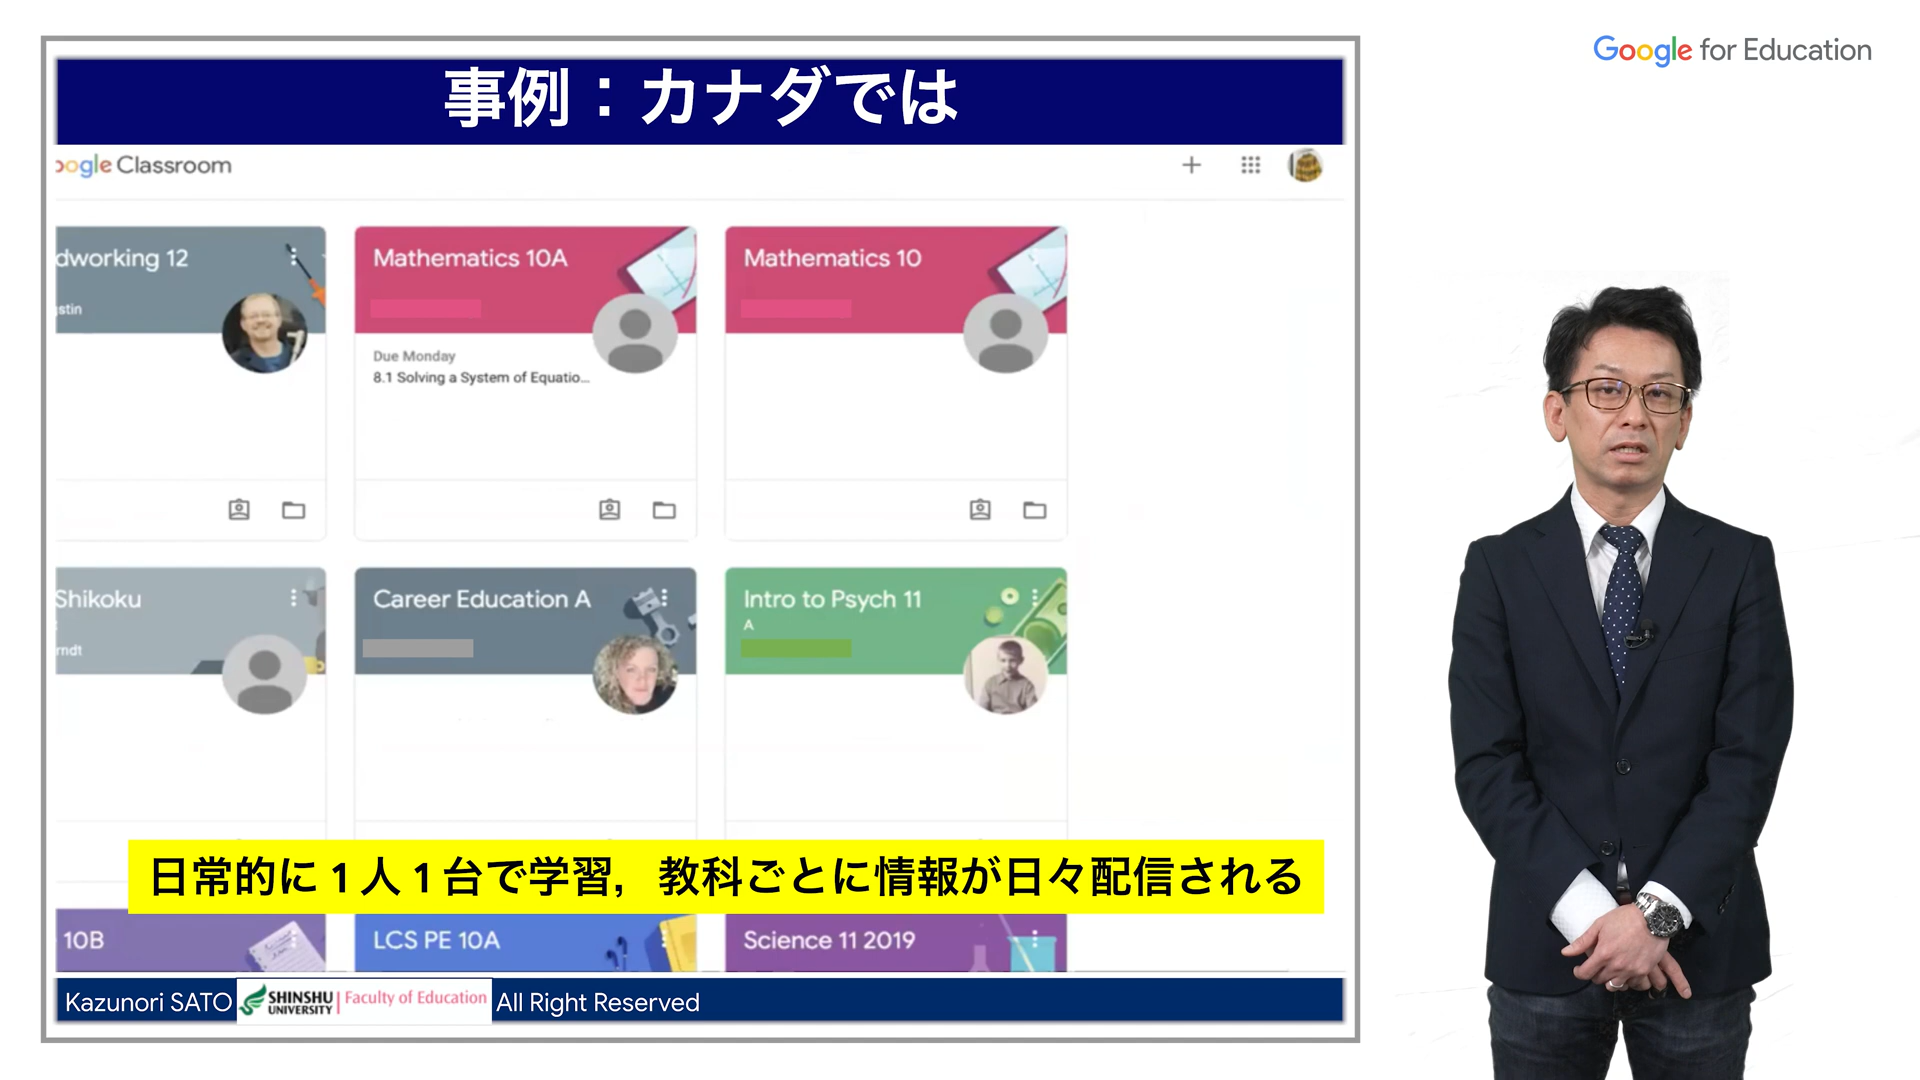 Google for Education
事例：カナダでは
oogle Classroom
dworking 12
stin
Mathematics 10A
Due Monday
8.1 Solving a System of Equatio...
Mathematics 10
Shikoku
rndt
Career Education A
Intro to Psych 11
A
日常的に1人1台で学習，教科ごとに情報が日々配信される
10B
LCS PE 10A
Science 11 2019
Kazunori SATO SHINSHU UNIVERSITY Faculty of Education All Right Reserved